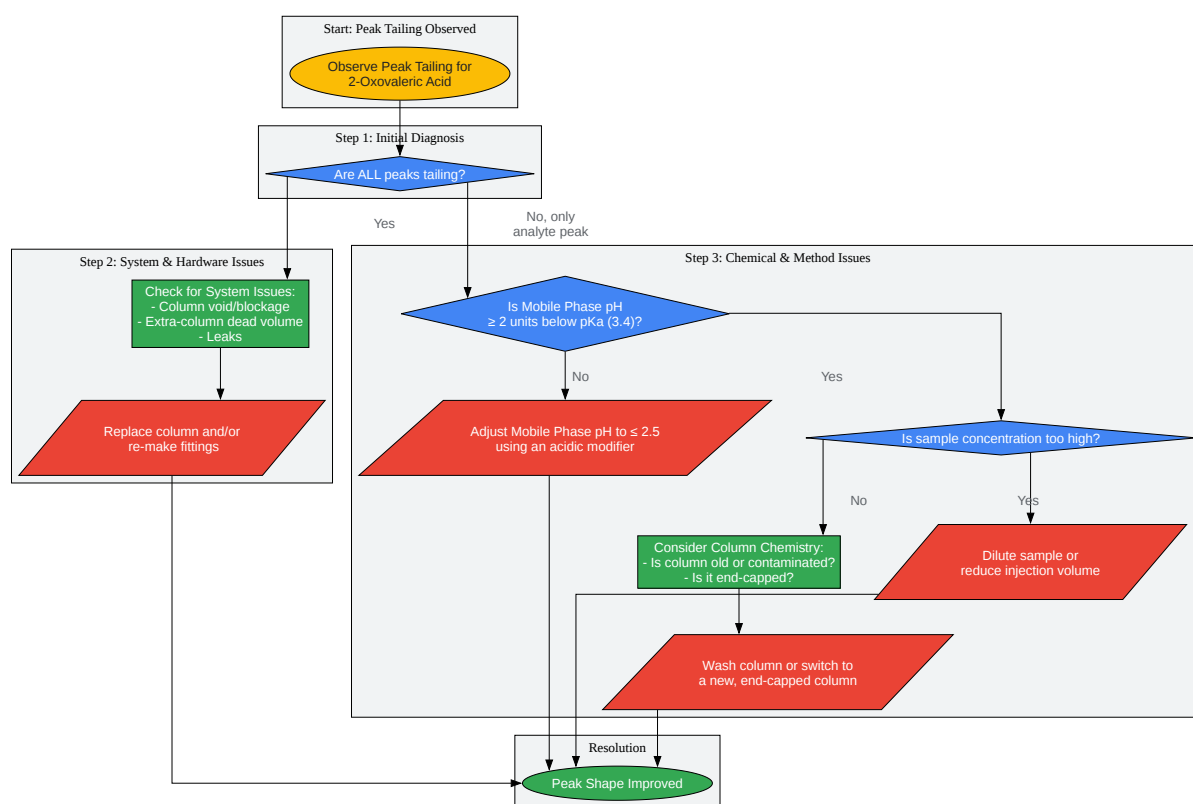 Start: Peak Tailing Observed
Observe Peak Tailing for
2-Oxovaleric Acid
Step 1: Initial Diagnosis
Are ALL peaks tailing?
Yes
No, only
analyte peak
Step 2: System & Hardware Issues
Check for System Issues:
- Column void/blockage
- Extra-column dead volume
- Leaks
Replace column and/or
re-make fittings
Step 3: Chemical & Method Issues
Is Mobile Phase pH
≥ 2 units below pKa (3.4)?
No
Yes
Adjust Mobile Phase pH to ≤ 2.5
using an acidic modifier
Is sample concentration too high?
No
Yes
Consider Column Chemistry:
- Is column old or contaminated?
- Is it end-capped?
Dilute sample or
reduce injection volume
Wash column or switch to
a new, end-capped column
Resolution
Peak Shape Improved